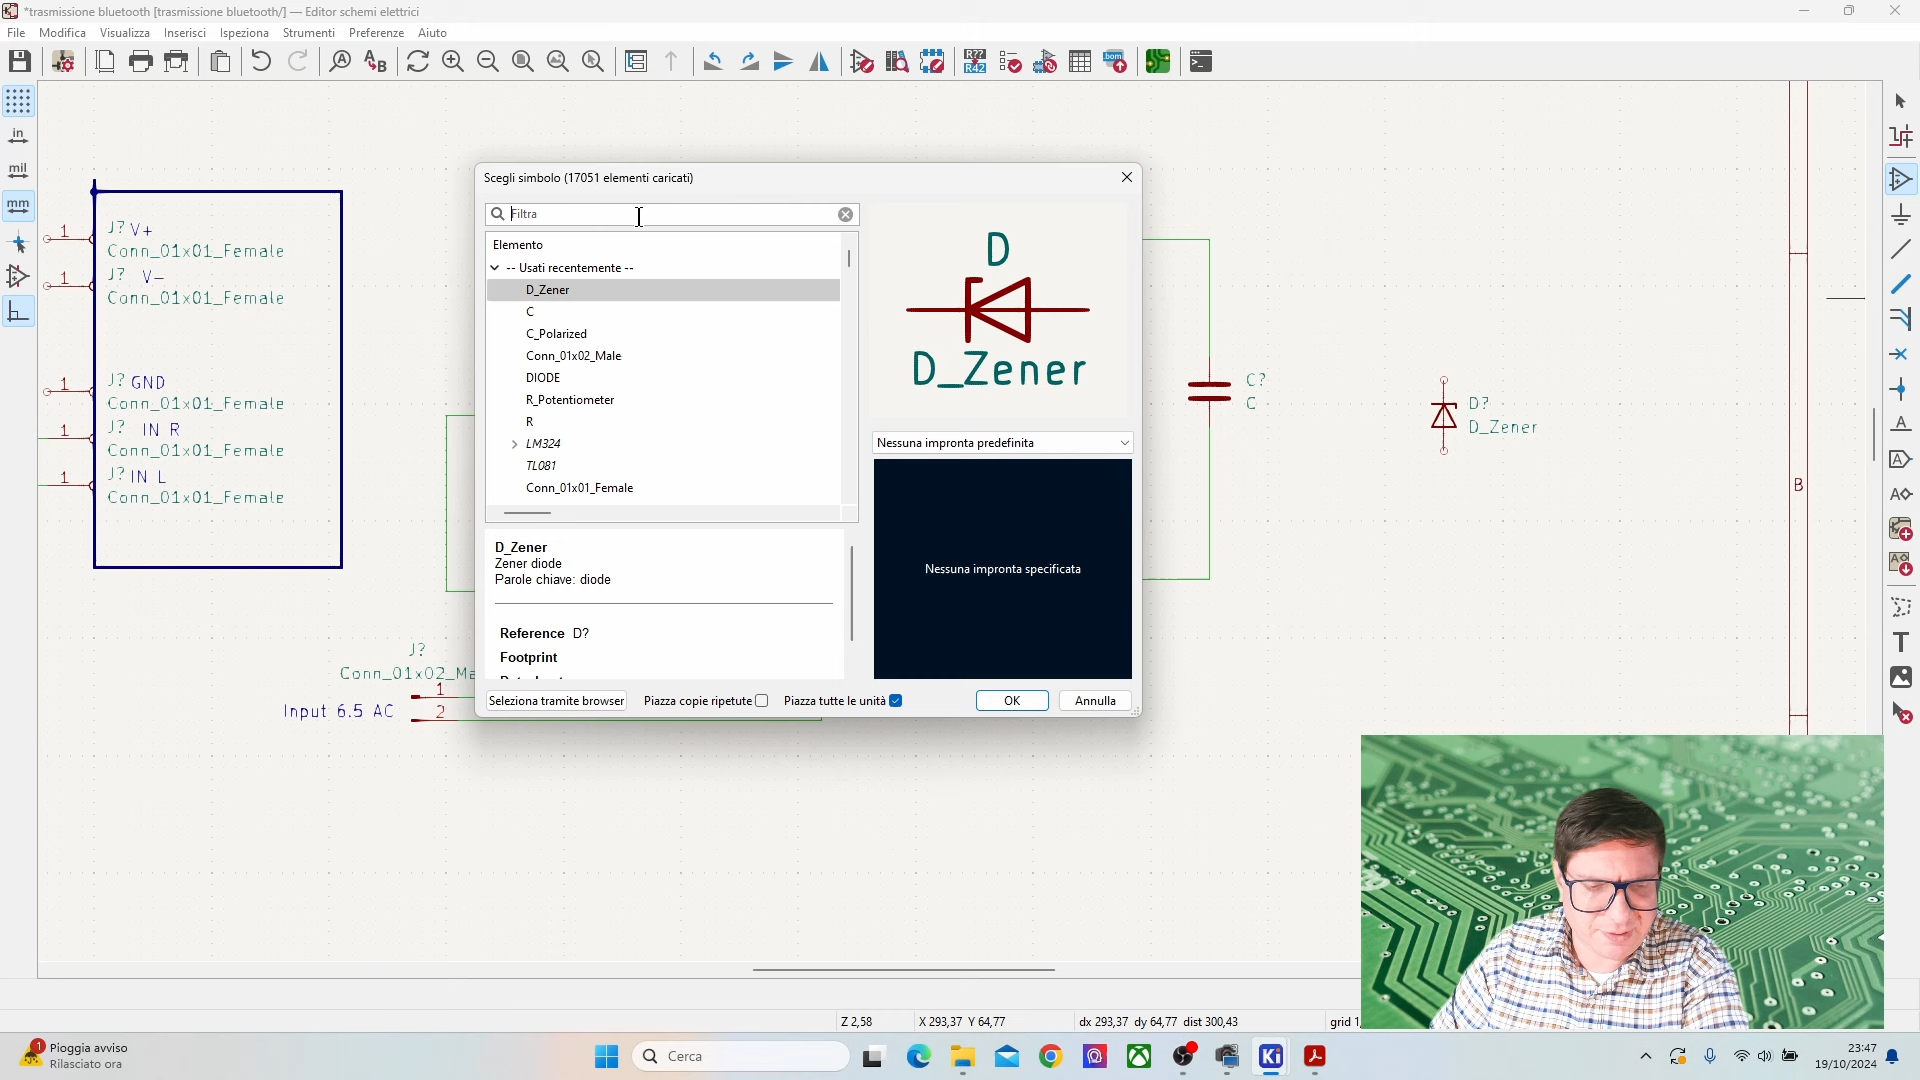 *trasmissione bluetooth [trasmissione bluetooth/] — Editor schemi elettrici
File Modifica Visualizza Inserisci Ispeziona Strumenti Preferenze Aiuto
in
mil
mm
1
J? V+
Conn_01x01_Female
1
J? V-
Conn_01x01_Female
1
J? GND
Conn_01x01_Female
1
J? IN R
Conn_01x01_Female
1
J? IN L
Conn_01x01_Female
J?
Conn_01x02_Ma
1
Input 6.5 AC
2
Scegli simbolo (17051 elementi caricati)
Filtra
Elemento
-- Usati recentemente --
D_Zener
C
C_Polarized
Conn_01x02_Male
DIODE
R_Potentiometer
R
LM324
TL081
Conn_01x01_Female
D_Zener
Zener diode
Parole chiave: diode
Reference D?
Footprint
Seleziona tramite browser
Piazza copie ripetute
Piazza tutte le unità
OK
Annulla
D
D_Zener
Nessuna impronta predefinita
Nessuna impronta specificata
C?
C
D?
D_Zener
B
Z 2,58
X 293,37 Y 64,77
dx 293,37 dy 64,77 dist 300,43
grid 1,
1
Pioggia avviso
Rilasciato ora
Cerca
Ki
23:47
19/10/2024